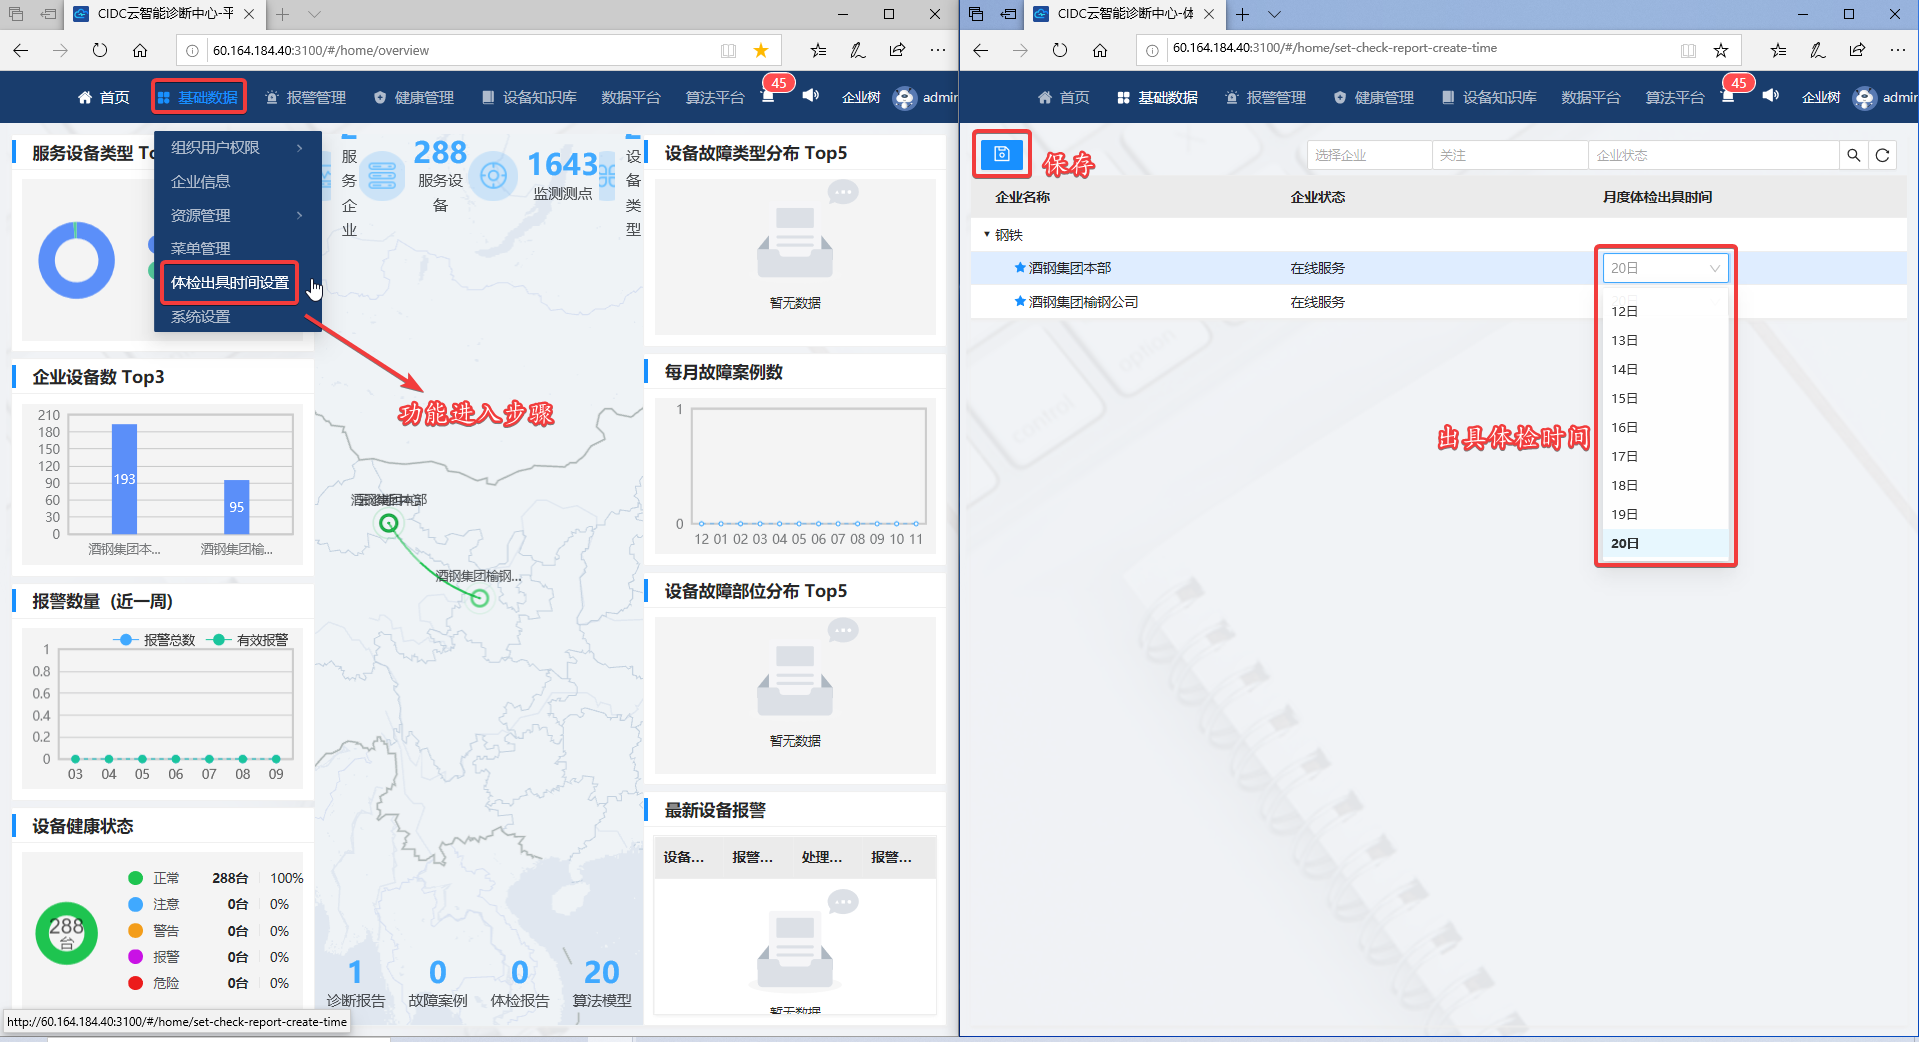 CIDC云智能诊断中心-平
60.164.184.40:3100/#/home/overview
首页
基础数据
报警管理
健康管理
设备知识库
数据平台
算法平台
45
企业树
admin
组织用户权限
企业信息
资源管理
菜单管理
体检出具时间设置
系统设置
功能进入步骤
服务设备类型 To
服务企业
288
服务设备
1643
监测测点
设备类型
设备故障类型分布 Top5
暂无数据
企业设备数 Top3
210
180
150
120
90
60
30
0
193
95
酒钢集团本...
酒钢集团榆...
酒钢集团榆钢...
每月故障案例数
1
0
12 01 02 03 04 05 06 07 08 09 10 11
报警数量（近一周）
报警总数
有效报警
1
0.8
0.6
0.4
0.2
0
03 04 05 06 07 08 09
设备故障部位分布 Top5
暂无数据
设备健康状态
288
台
正常 288台 100%
注意 0台 0%
警告 0台 0%
报警 0台 0%
危险 0台 0%
1
诊断报告
0
故障案例
0
体检报告
20
算法模型
最新设备报警
设备... 报警... 处理... 报警...
暂无数据
http://60.164.184.40:3100/#/home/set-check-report-create-time
CIDC云智能诊断中心-体
60.164.184.40:3100/#/home/set-check-report-create-time
首页
基础数据
报警管理
健康管理
设备知识库
数据平台
算法平台
45
企业树
admin
保存
选择企业
关注
企业状态
企业名称 企业状态 月度体检出具时间
钢铁
酒钢集团本部 在线服务 20日
酒钢集团榆钢公司 在线服务
12日
13日
14日
15日
16日
17日
18日
19日
20日
出具体检时间
control
option